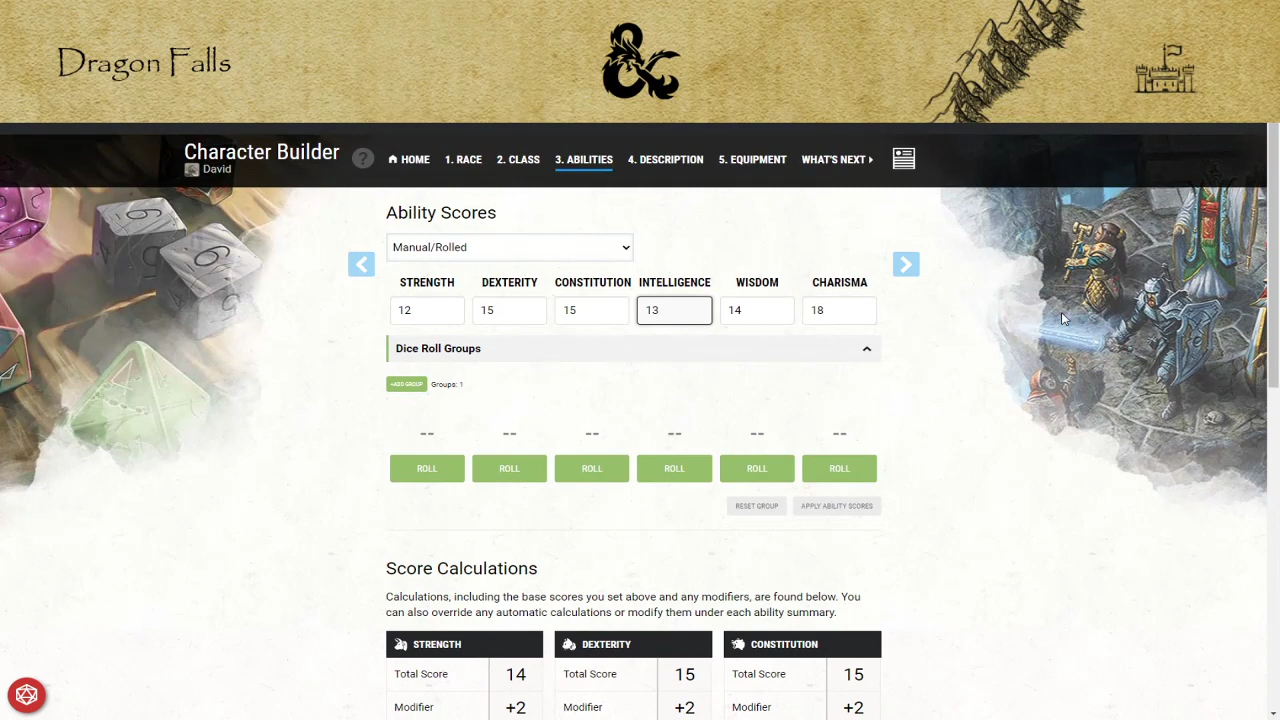 Dragon Falls
Character Builder
David
?
HOME
1. RACE
2. CLASS
3. ABILITIES
4. DESCRIPTION
5. EQUIPMENT
WHAT'S NEXT
Ability Scores
Manual/Rolled
STRENGTH DEXTERITY CONSTITUTION INTELLIGENCE WISDOM CHARISMA
12 15 15 13 14 18
Dice Roll Groups
+ADD GROUP Groups: 1
-- -- -- -- -- --
ROLL ROLL ROLL ROLL ROLL ROLL
RESET GROUP APPLY ABILITY SCORES
Score Calculations
Calculations, including the base scores you set above and any modifiers, are found below. You
can also override any automatic calculations or modify them under each ability summary.
STRENGTH DEXTERITY CONSTITUTION
Total Score 14 Total Score 15 Total Score 15
Modifier +2 Modifier +2 Modifier +2